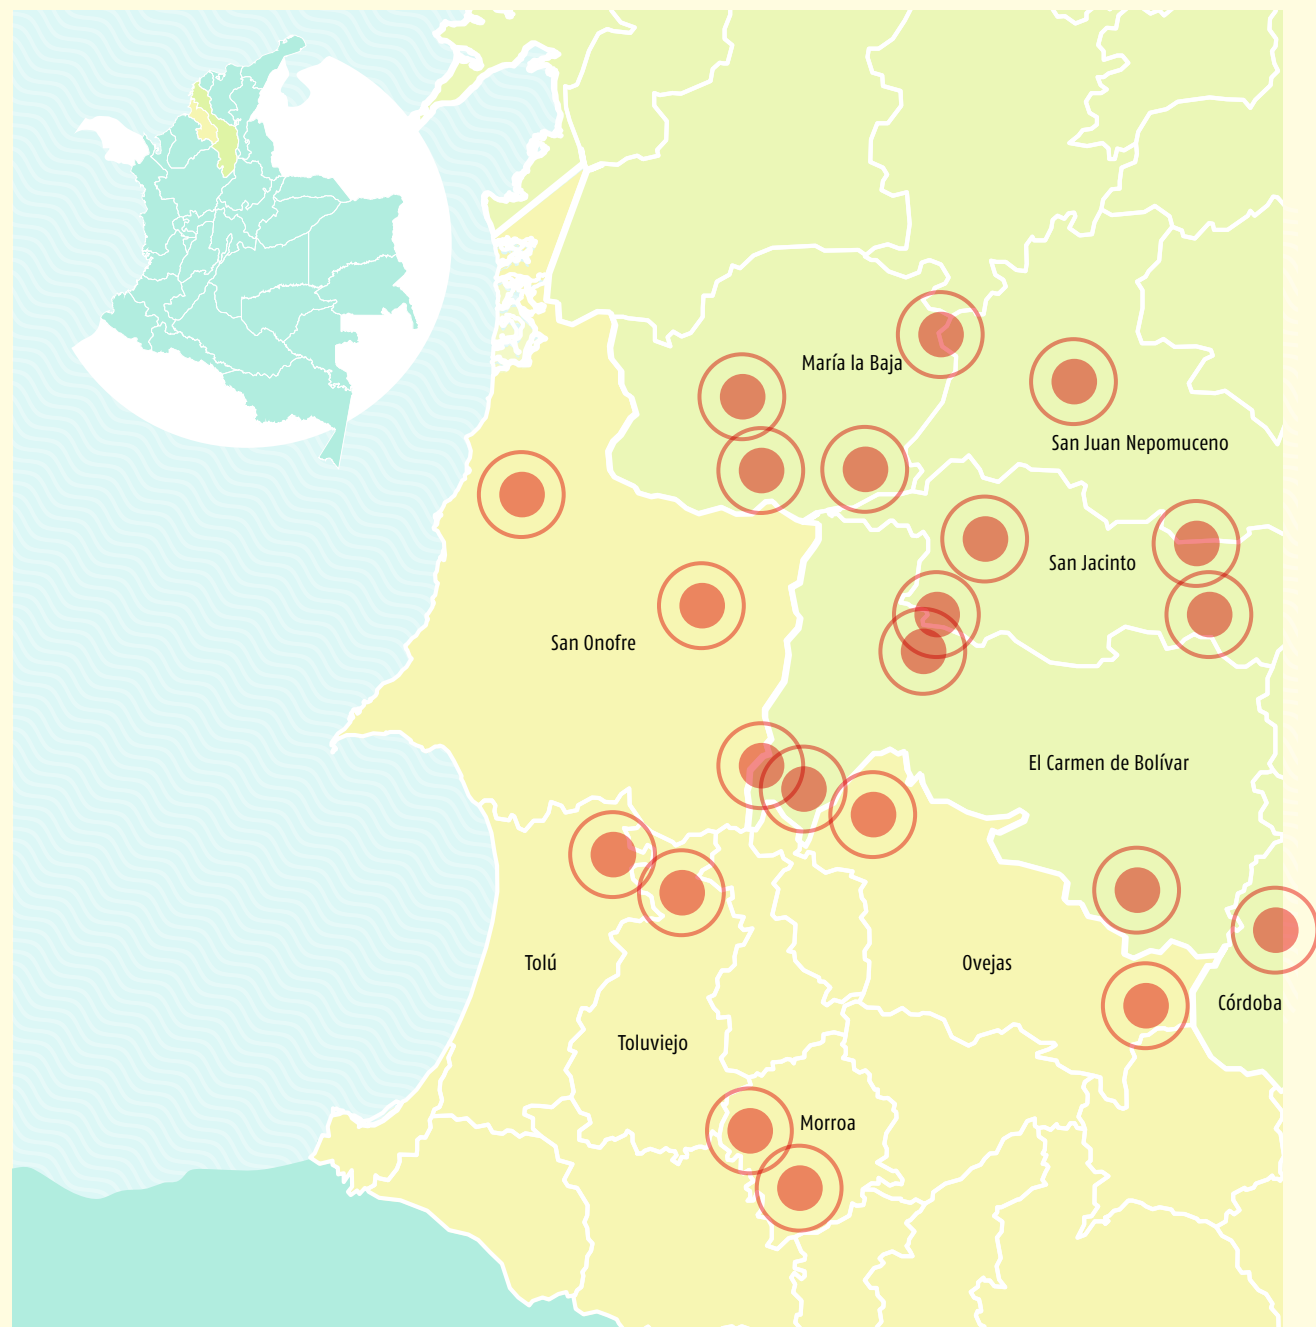 María la Baja
San Juan Nepomuceno
San Jacinto
San Onofre
El Carmen de Bolívar
Tolú
Ovejas
Córdoba
Toluviejo
Morroa